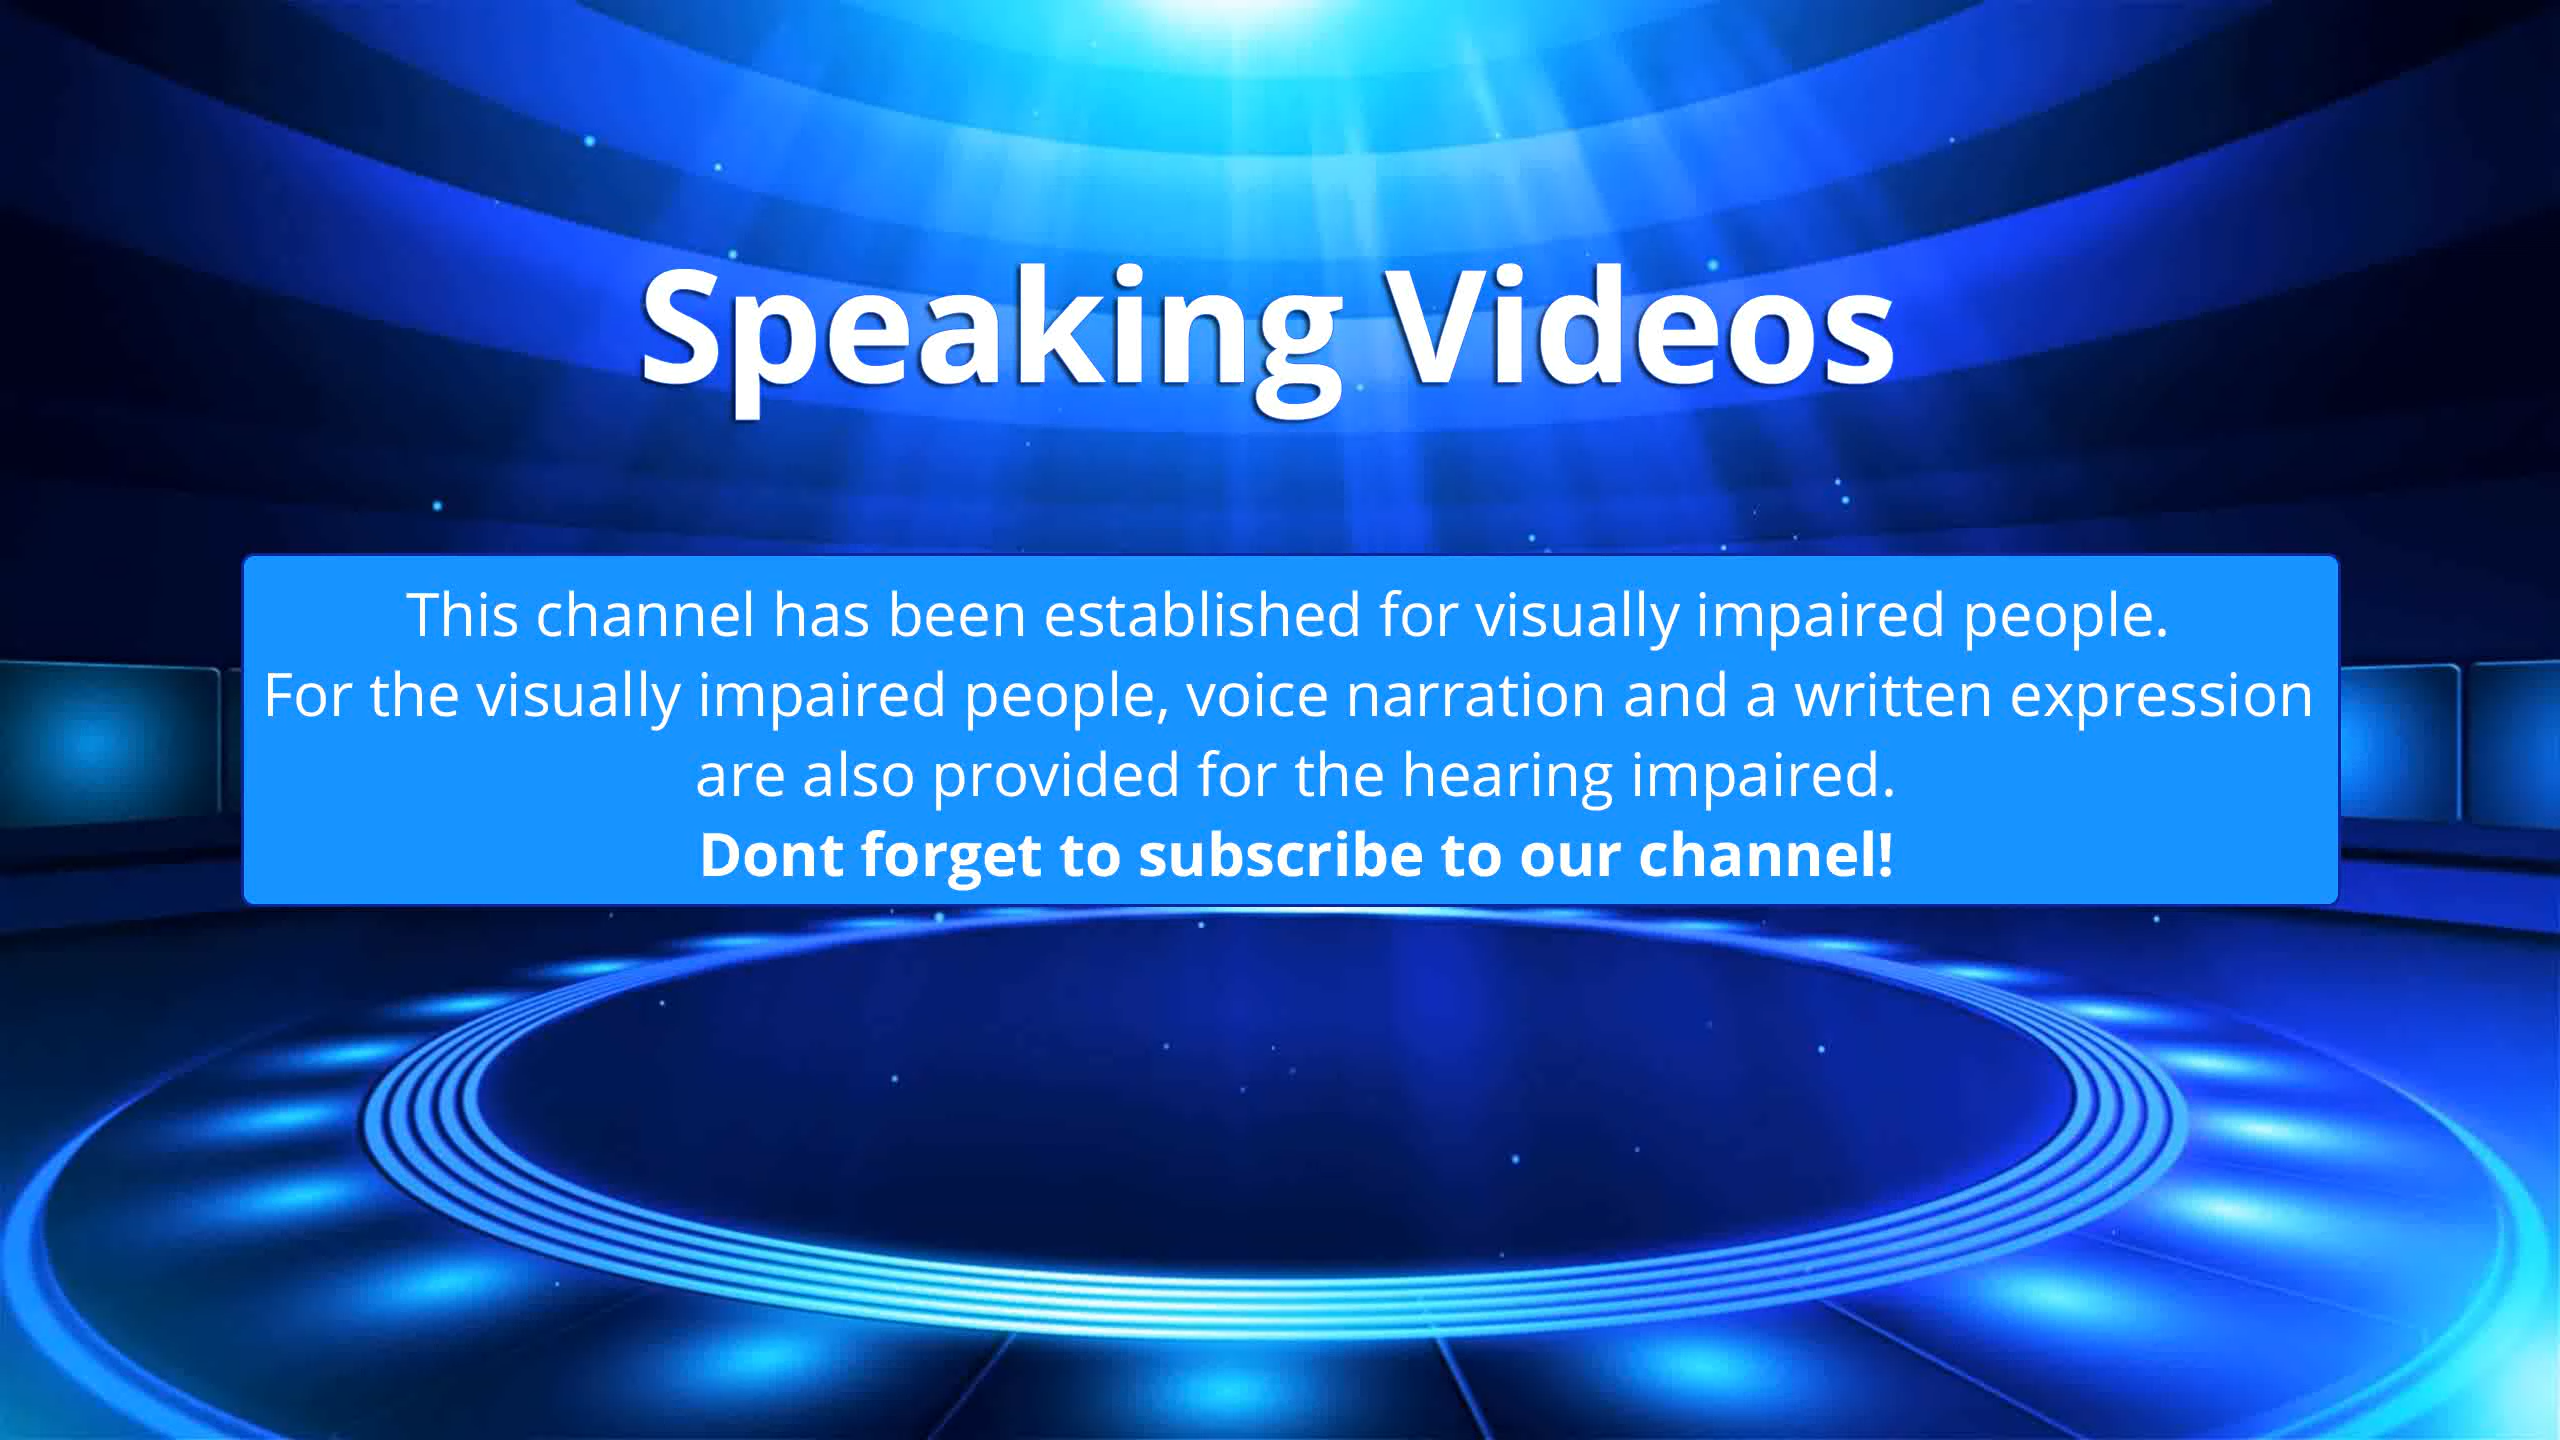 Speaking Videos
This channel has been established for visually impaired people.
For the visually impaired people, voice narration and a written expression
are also provided for the hearing impaired.
Dont forget to subscribe to our channel!